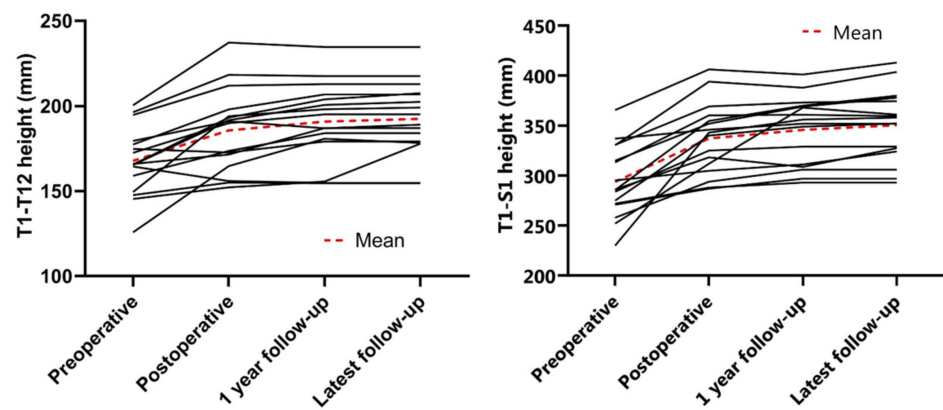 T1-T12 height (mm)
250
200
150
100
Mean
Preoperative
Postoperative
1 year follow-up
Latest follow-up
T1-S1 height (mm)
450
400
350
300
250
200
Mean
Preoperative
Postoperative
1 year follow-up
Latest follow-up